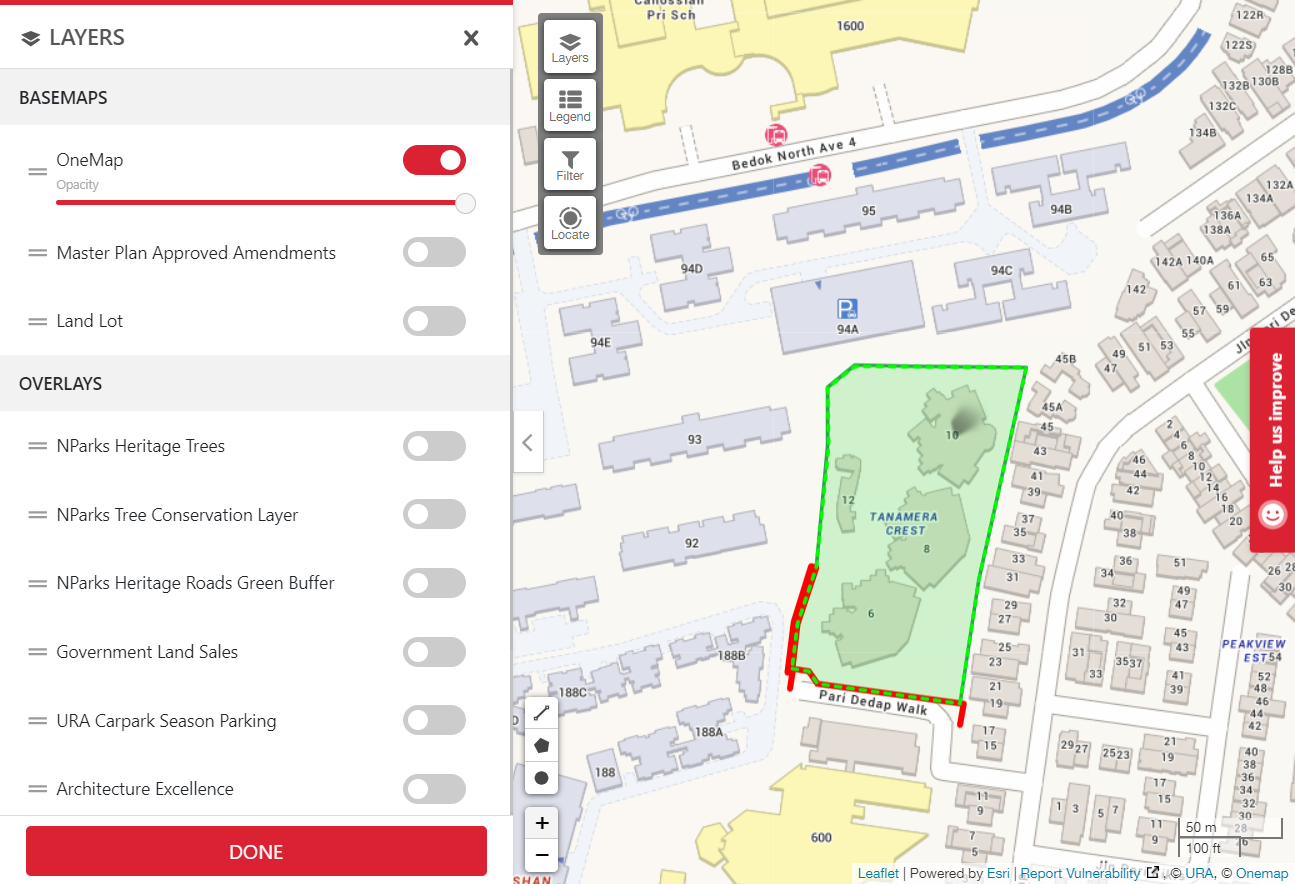 LAYERS
BASEMAPS
OneMap
Opacity
Master Plan Approved Amendments
Land Lot
OVERLAYS
NParks Heritage Trees
NParks Tree Conservation Layer
NParks Heritage Roads Green Buffer
Government Land Sales
URA Carpark Season Parking
Architecture Excellence
DONE
Layers
Legend
Filter
Locate
Pri Sch
1600
Bedok North Ave 4
122R
122S
128B
130B
132B
132C
134B
132A
134A
136A
138A
142A
140A
142
65
63
61
59
57
55
95
94B
94D
94C
94A
94E
93
92
45B
45A
45
43
41
39
37
35
33
31
29
27
25
23
21
19
17
15
49
47
51
53
10
12
TANAMERA
CREST
8
6
188B
188C
188A
188
Pari Dedap Walk
600
2
4
6
8
10
12
14
16
18
20
46
44
42
40
38
36
34
32
30
51
49
47
45
43
41
39
31
33
35
37
26
28
30
PEAKVIEW
EST
54
52
48
46
44
42
40
38
36
34
32
30
28
26
29
27
25
23
21
19
17
15
11
9
1
3
5
7
11
9
7
5
SHAN
+
−
50 m
100 ft
Help us improve
Leaflet | Powered by Esri | Report Vulnerability , © URA, © Onemap